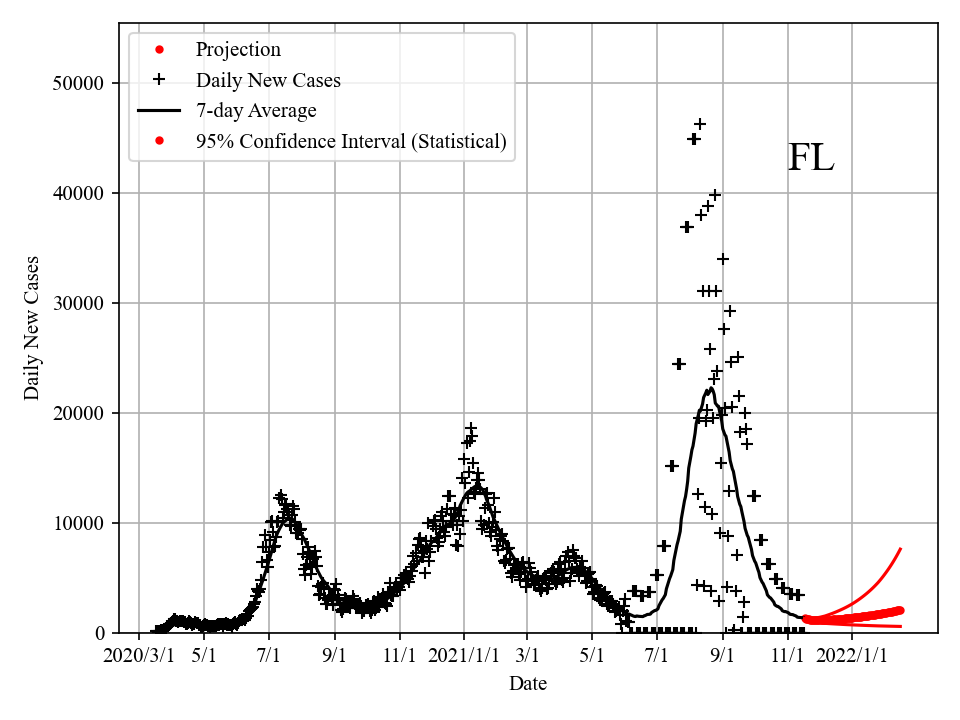 Projection
Daily New Cases
7-day Average
95% Confidence Interval (Statistical)
FL
Daily New Cases
50000
40000
30000
20000
10000
0
2020/3/1 5/1 7/1 9/1 11/1 2021/1/1 3/1 5/1 7/1 9/1 11/1 2022/1/1
Date